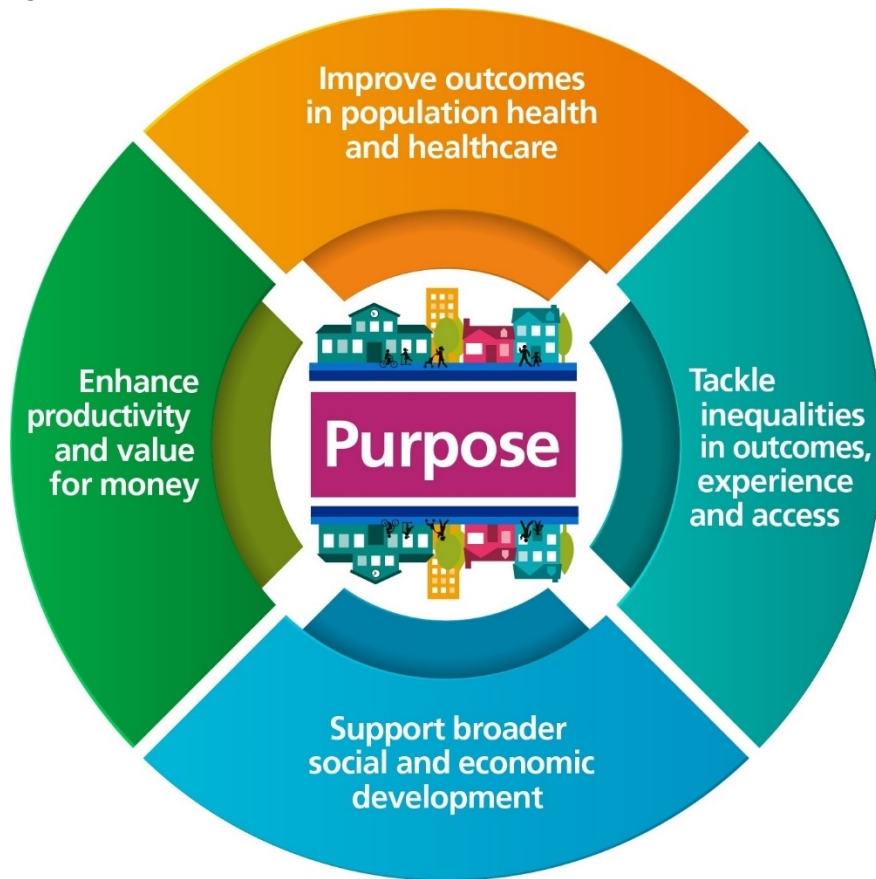 Improve outcomes
in population health
and healthcare
Enhance
productivity
and value
for money
Purpose
Tackle
inequalities
in outcomes,
experience
and access
Support broader
social and economic
development